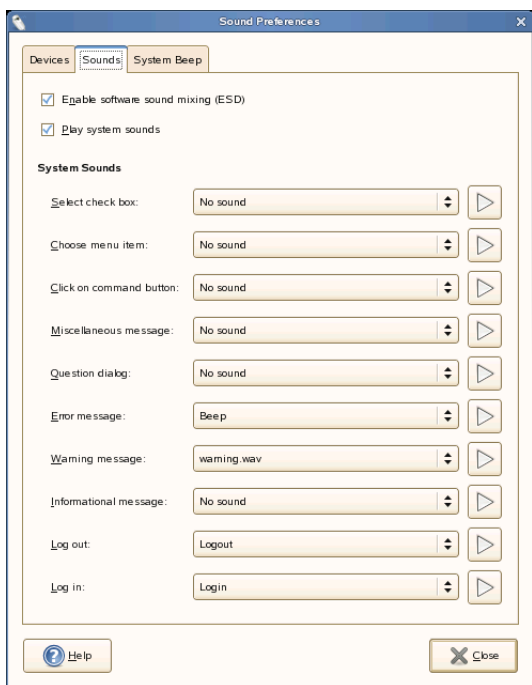 Sound Preferences
Devices Sounds System Beep
Enable software sound mixing (ESD)
Play system sounds
System Sounds
Select check box: No sound
Choose menu item: No sound
Click on command button: No sound
Miscellaneous message: No sound
Question dialog: No sound
Error message: Beep
Warning message: warning.wav
Informational message: No sound
Log out: Logout
Log in: Login
Help Close